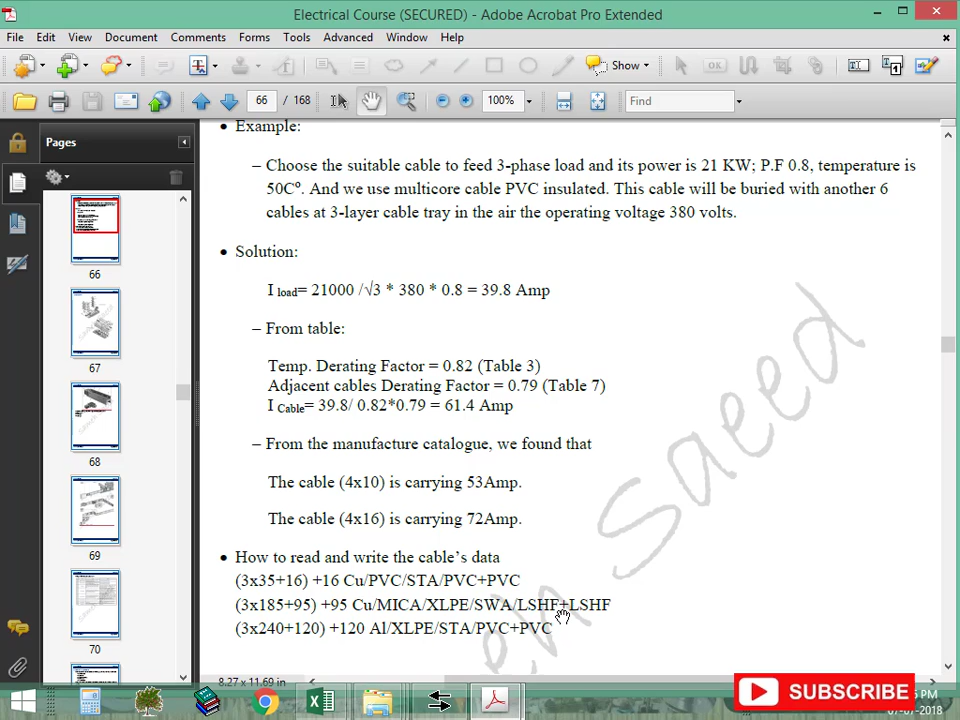 Electrical Course (SECURED) - Adobe Acrobat Pro Extended
File Edit View Document Comments Forms Tools Advanced Window Help
Show
66 / 168 100% Find
Pages
• Example:
– Choose the suitable cable to feed 3-phase load and its power is 21 KW; P.F 0.8, temperature is
50Cº. And we use multicore cable PVC insulated. This cable will be buried with another 6
cables at 3-layer cable tray in the air the operating voltage 380 volts.
• Solution:
I load= 21000 /√3 * 380 * 0.8 = 39.8 Amp
– From table:
Temp. Derating Factor = 0.82 (Table 3)
Adjacent cables Derating Factor = 0.79 (Table 7)
I Cable= 39.8/ 0.82*0.79 = 61.4 Amp
– From the manufacture catalogue, we found that
The cable (4x10) is carrying 53Amp.
The cable (4x16) is carrying 72Amp.
• How to read and write the cable's data
(3x35+16) +16 Cu/PVC/STA/PVC+PVC
(3x185+95) +95 Cu/MICA/XLPE/SWA/LSHF+LSHF
(3x240+120) +120 Al/XLPE/STA/PVC+PVC
66
67
68
69
70
Saeed
8.27 x 11.69 in
SUBSCRIBE
2018